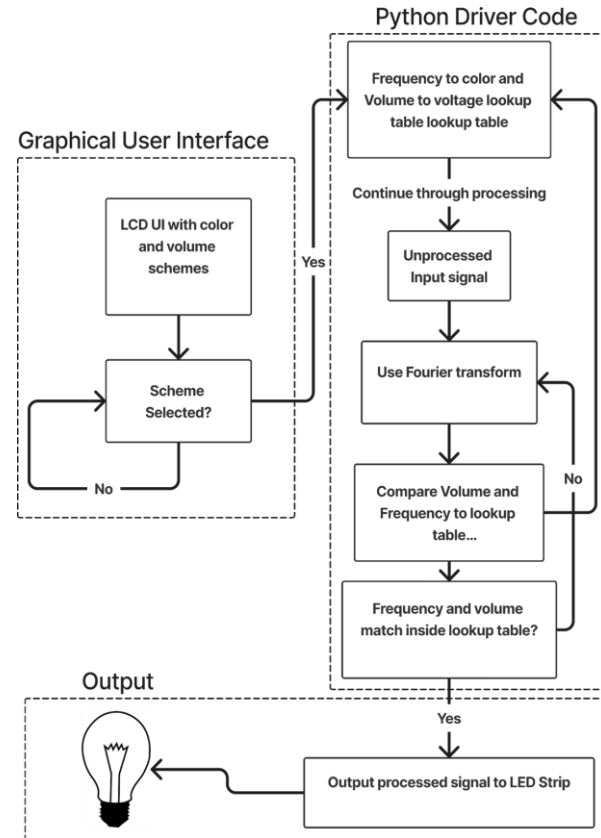 Python Driver Code
Frequency to color and
Volume to voltage lookup
table lookup table
Graphical User Interface
Continue through processing
LCD UI with color
and volume
schemes
Unprocessed
Input signal
Yes
Use Fourier transform
Scheme
Selected?
No
No
Compare Volume and
Frequency to lookup
table...
Frequency and volume
match inside lookup table?
Output
Yes
Output processed signal to LED Strip